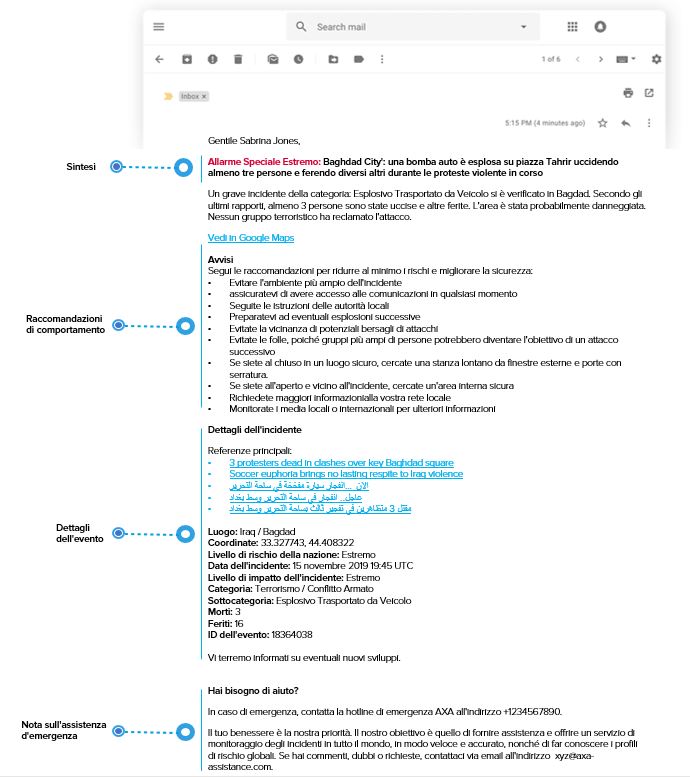 Search mail
1 of 6
Inbox x
5:15 PM (4 minutes ago)
Gentile Sabrina Jones,
Sintesi
Allarme Speciale Estremo: Baghdad City': una bomba auto è esplosa su piazza Tahrir uccidendo
almeno tre persone e ferendo diversi altri durante le proteste violente in corso
Un grave incidente della categoria: Esplosivo Trasportato da Veicolo si è verificato in Bagdad. Secondo gli
ultimi rapporti, almeno 3 persone sono state uccise e altre ferite. L'area è stata probabilmente danneggiata.
Nessun gruppo terroristico ha reclamato l'attacco.
Vedi in Google Maps
Raccomandazioni
di comportamento
Avvisi
Segui le raccomandazioni per ridurre al minimo i rischi e migliorare la sicurezza:
• Evitare l'ambiente più ampio dell'incidente
• assicuratevi di avere accesso alle comunicazioni in qualsiasi momento
• Seguite le istruzioni delle autorità locali
• Preparatevi ad eventuali esplosioni successive
• Evitate la vicinanza di potenziali bersagli di attacchi
• Evitate le folle, poiché gruppi più ampi di persone potrebbero diventare l'obiettivo di un attacco
successivo
• Se siete al chiuso in un luogo sicuro, cercate una stanza lontano da finestre esterne e porte con
serratura.
• Se siete all'aperto e vicino all'incidente, cercate un'area interna sicura
• Richiedete maggiori informazionialla vostra rete locale
• Monitorate i media locali o internazionali per ulteriori informazioni
Dettagli
dell'evento
Dettagli dell'incidente
Referenze principali:
• 3 protesters dead in clashes over key Baghdad square
• Soccer euphoria brings no lasting respite to Iraq violence
• الان ...انفجار سيارة مفخخة في ساحة التحرير
• عاجل.. انفجار في ساحة التحرير وسط بغداد
• مقتل 3 متظاهرين في تفجير ثالث بساحة التحرير وسط بغداد
Luogo: Iraq / Baghdad
Coordinate: 33.327743, 44.408322
Livello di rischio della nazione: Estremo
Data dell'incidente: 15 novembre 2019 19:45 UTC
Livello di impatto dell'incidente: Estremo
Categoria: Terrorismo / Conflitto Armato
Sottocategoria: Esplosivo Trasportato da Veicolo
Morti: 3
Feriti: 16
ID dell'evento: 18364038
Vi terremo informati su eventuali nuovi sviluppi.
Nota sull'assistenza
d'emergenza
Hai bisogno di aiuto?
In caso di emergenza, contatta la hotline di emergenza AXA all'indirizzo +1234567890.
Il tuo benessere è la nostra priorità. Il nostro obiettivo è quello di fornire assistenza e offrire un servizio di
monitoraggio degli incidenti in tutto il mondo, in modo veloce e accurato, nonché di far conoscere i profili
di rischio globali. Se hai commenti, dubbi o richieste, contattaci via email all'indirizzo xyz@axa-
assistance.com.